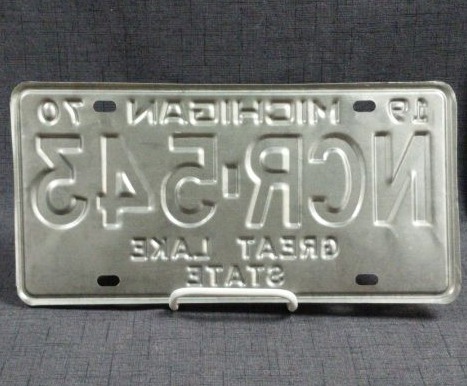 19 MICHIGAN 70
NCR-543
GREAT LAKE
STATE